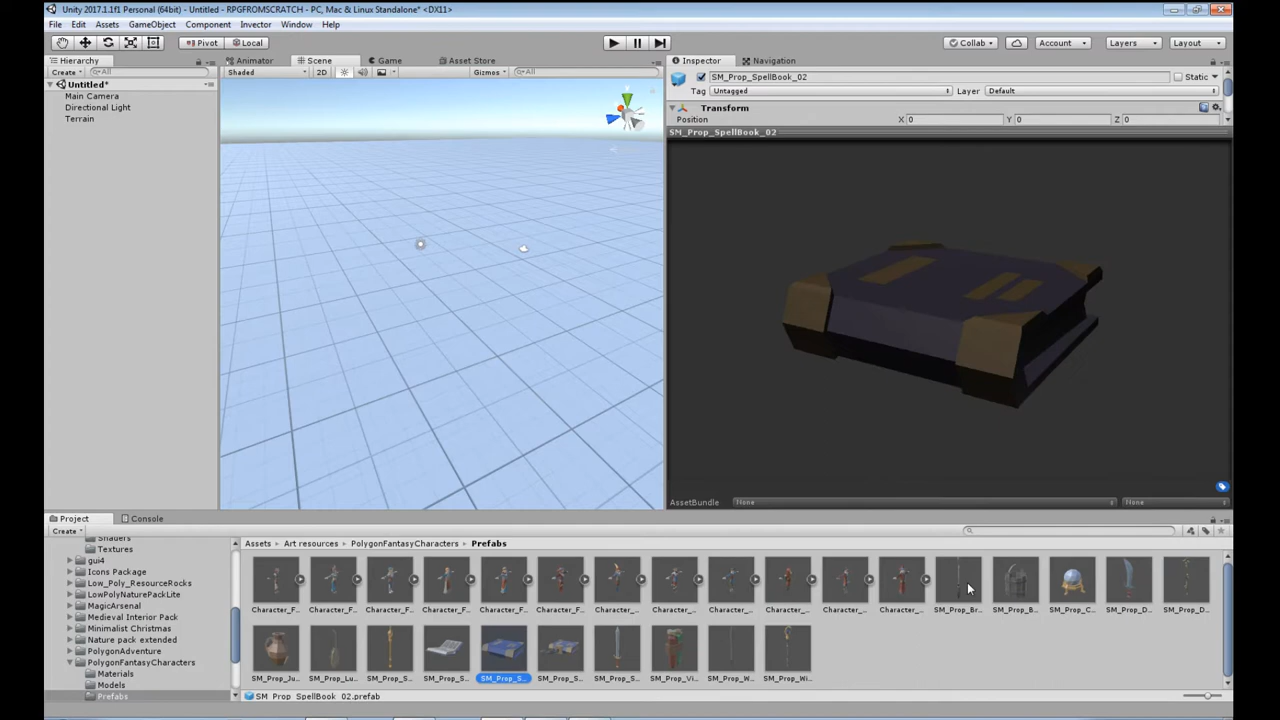 Unity 2017.1.1f1 Personal (64bit) - Untitled - RPGFROMSCRATCH - PC, Mac & Linux Standalone* <DX11>
File Edit Assets GameObject Component Inventor Window Help
Pivot Local Collab Account Layers Layout
Hierarchy Animator Scene Game Asset Store Inspector Navigation
Create All Shaded 2D Gizmos All SM_Prop_SpellBook_02 Static
Untitled*
Main Camera
Directional Light
Terrain
Tag Untagged Layer Default
Transform
Position X 0 Y 0 Z 0
SM_Prop_SpellBook_02
AssetBundle None None
Project Console
Create
Shaders
Textures
gui4
Icons Package
Low_Poly_ResourceRocks
LowPolyNaturePackLite
MagicArsenal
Medieval Interior Pack
Minimalist Christmas
Nature pack extended
PolygonAdventure
PolygonFantasyCharacters
Materials
Models
Prefabs
Assets Art resources PolygonFantasyCharacters Prefabs
Character_F... Character_F... Character_F... Character_F... Character_F... Character_F... Character_... Character_... Character_... Character_... Character_... Character_... SM_Prop_Br... SM_Prop_B... SM_Prop_C... SM_Prop_D... SM_Prop_D...
SM_Prop_Ju... SM_Prop_Lu... SM_Prop_S... SM_Prop_S... SM_Prop_S... SM_Prop_S... SM_Prop_S... SM_Prop_Vi... SM_Prop_W... SM_Prop_Wi...
SM_Prop_SpellBook_02.prefab